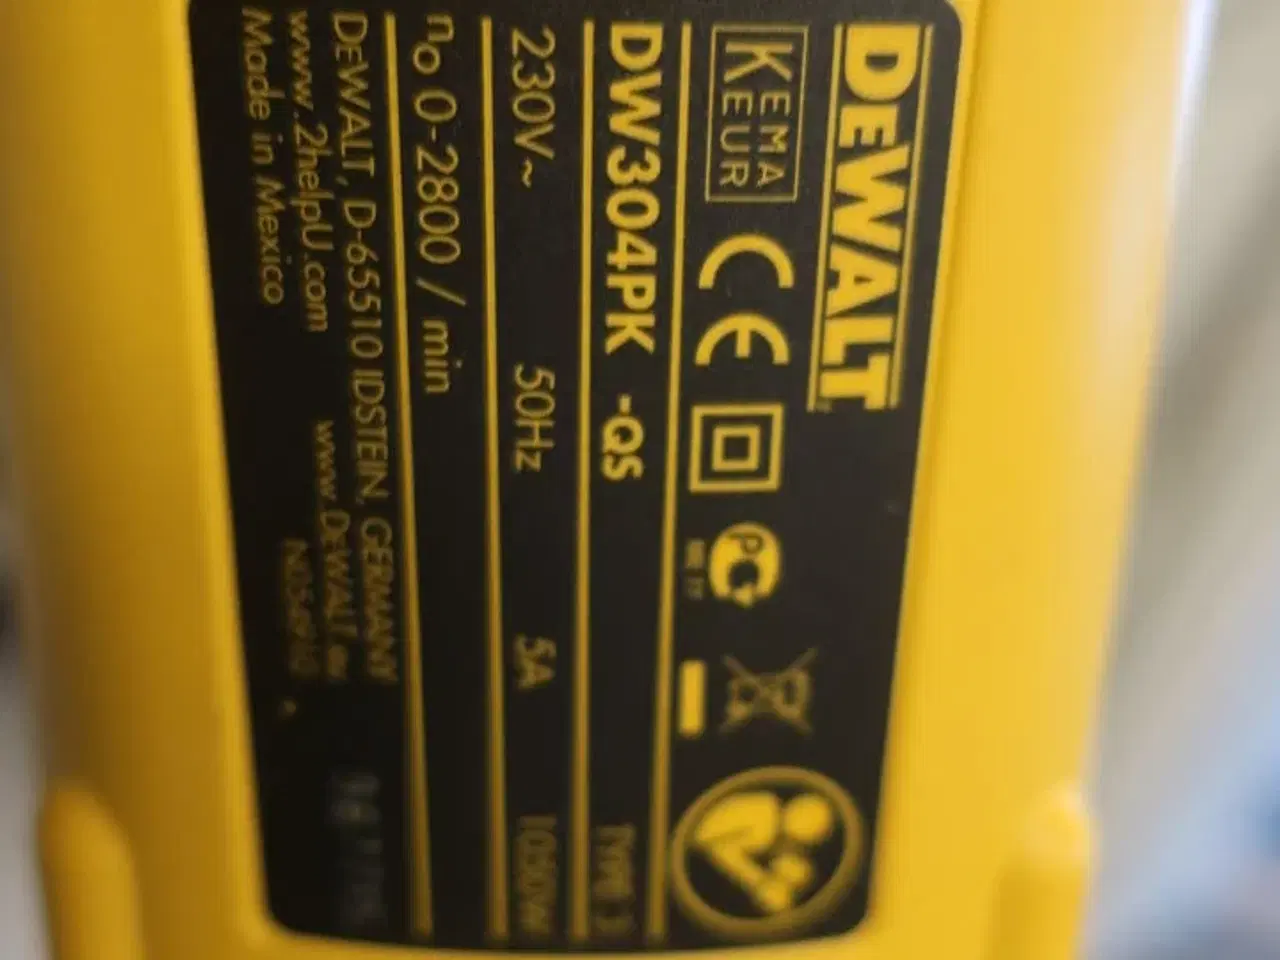 DEWALT
KEMA
KEUR
CE
DW304PK -QS
230V~ 50Hz 5A
n₀ 0-2800 / min
DEWALT, D-65510 IDSTEIN, GERMANY
www.2helpU.com www.DEWALT.eu
Made in Mexico